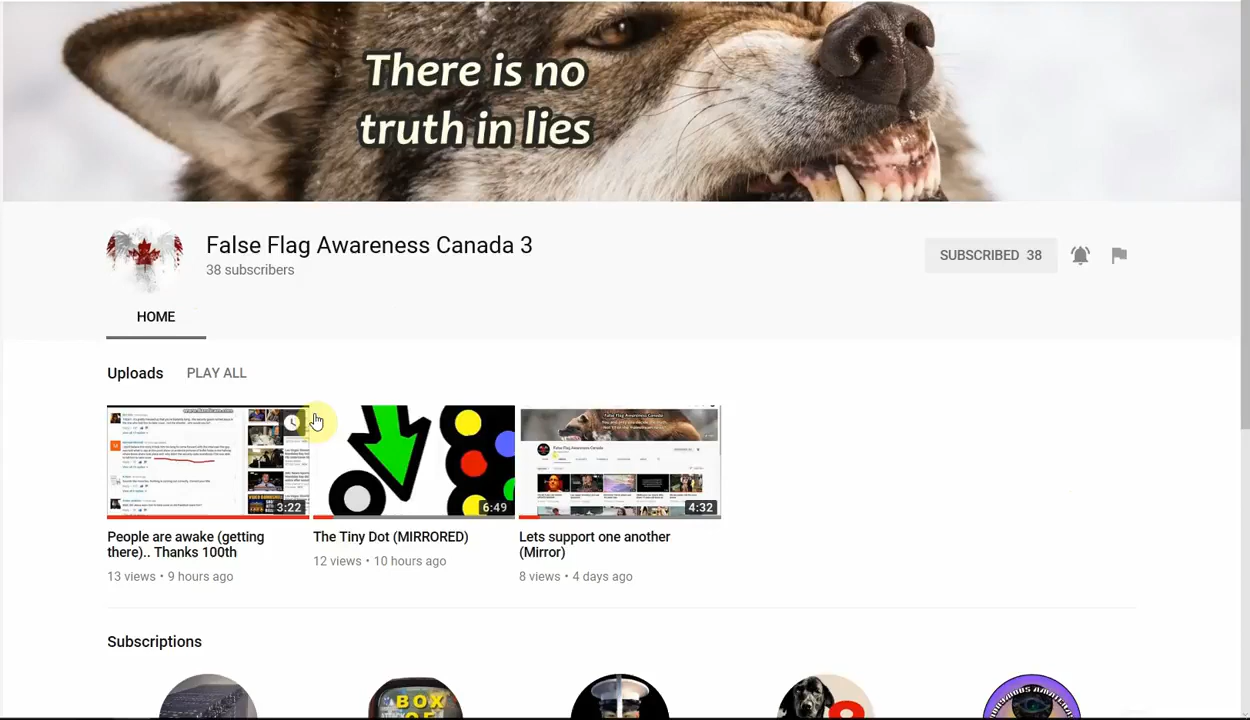 There is no
truth in lies
False Flag Awareness Canada 3
38 subscribers
SUBSCRIBED 38
HOME
Uploads PLAY ALL
3:22
6:49
4:32
People are awake (getting
there).. Thanks 100th
13 views • 9 hours ago
The Tiny Dot (MIRRORED)
12 views • 10 hours ago
Lets support one another
(Mirror)
8 views • 4 days ago
Subscriptions
BOX
OF